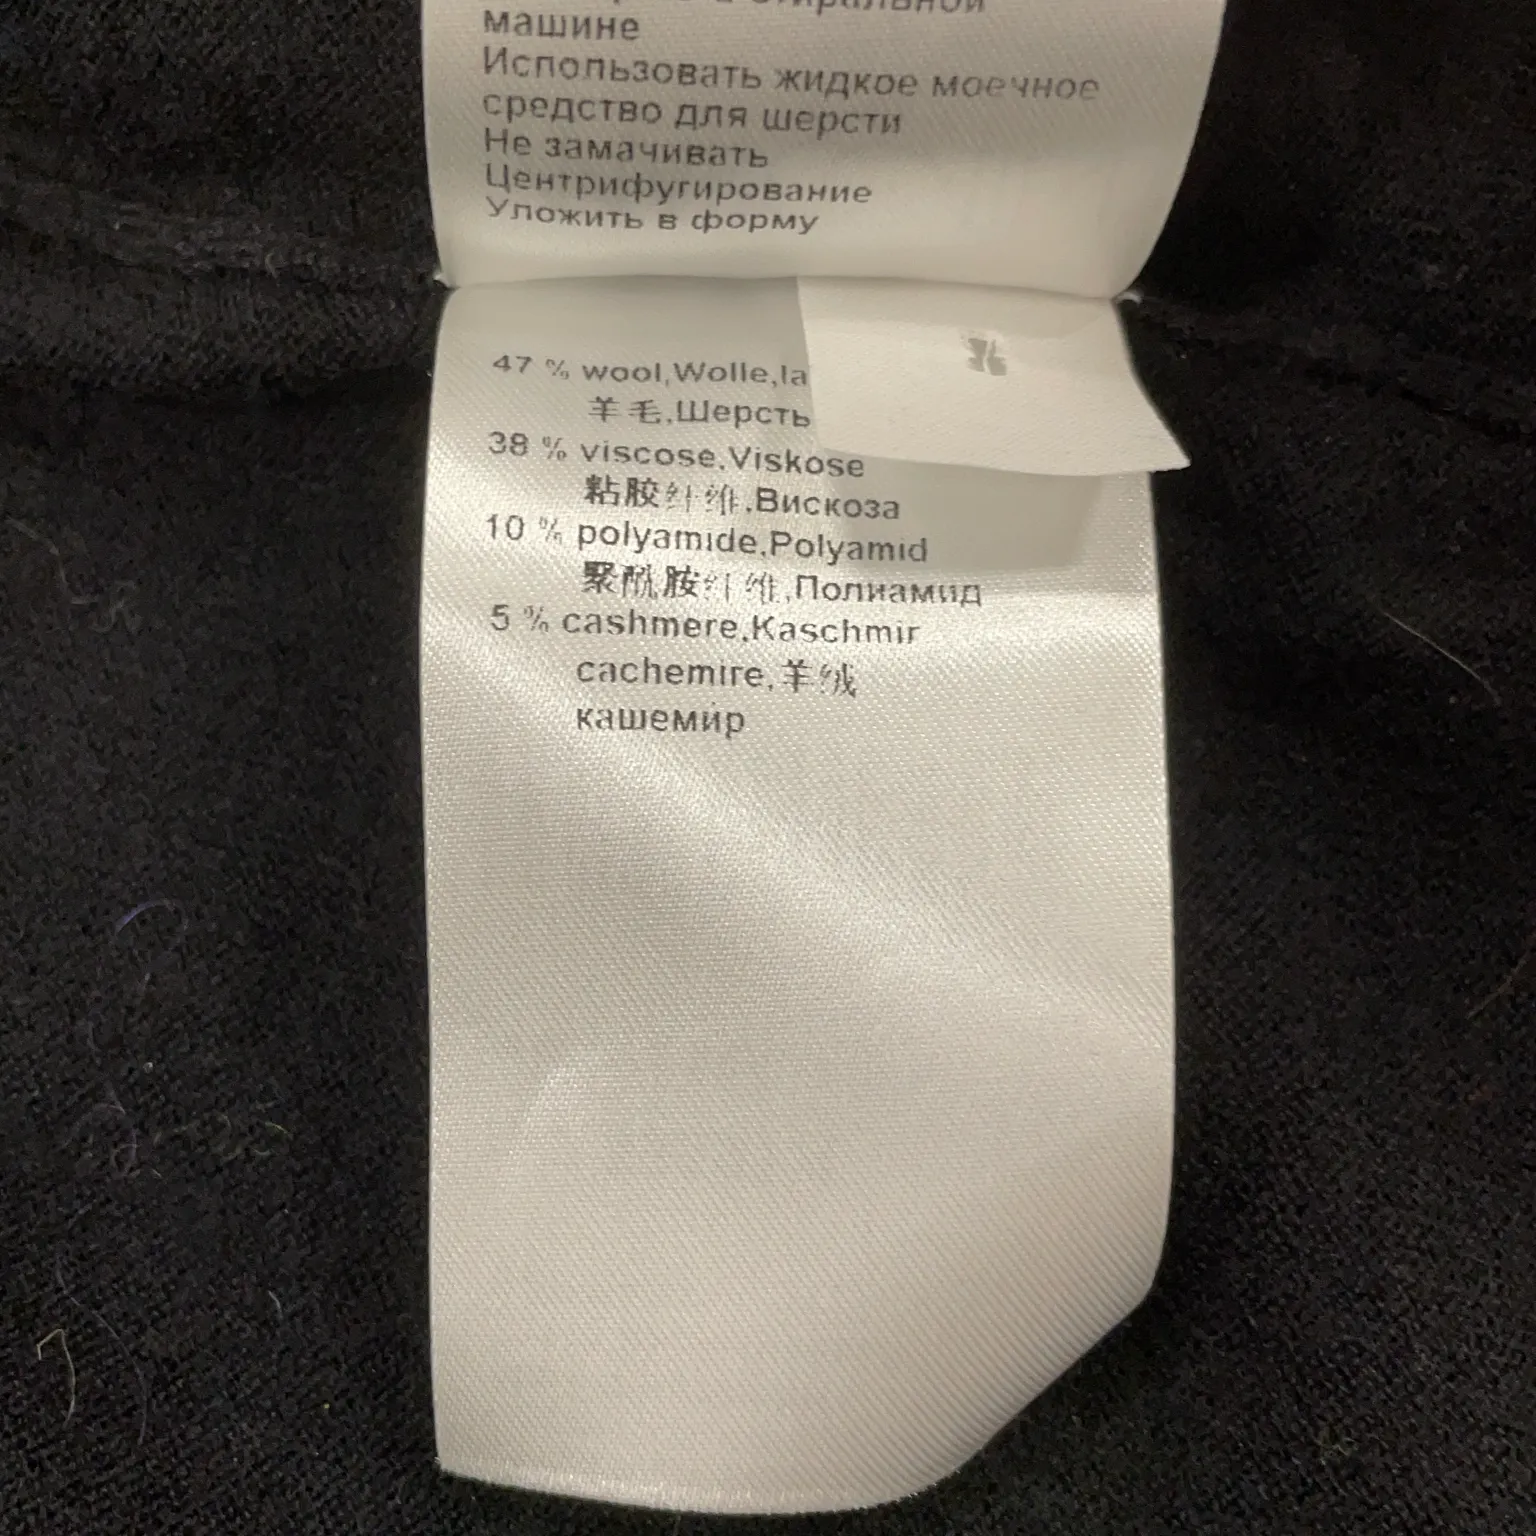 стиральной
машине
Использовать жидкое моечное
средство для шерсти
Не замачивать
Центрифугирование
Уложить в форму
47 % wool,Wolle,la
羊毛,Шерсть
38 % viscose,Viskose
粘胶纤维,Вискоза
10 % polyamide,Polyamid
聚酰胺纤维,Полиамид
5 % cashmere,Kaschmir
cachemire,羊绒
кашемир